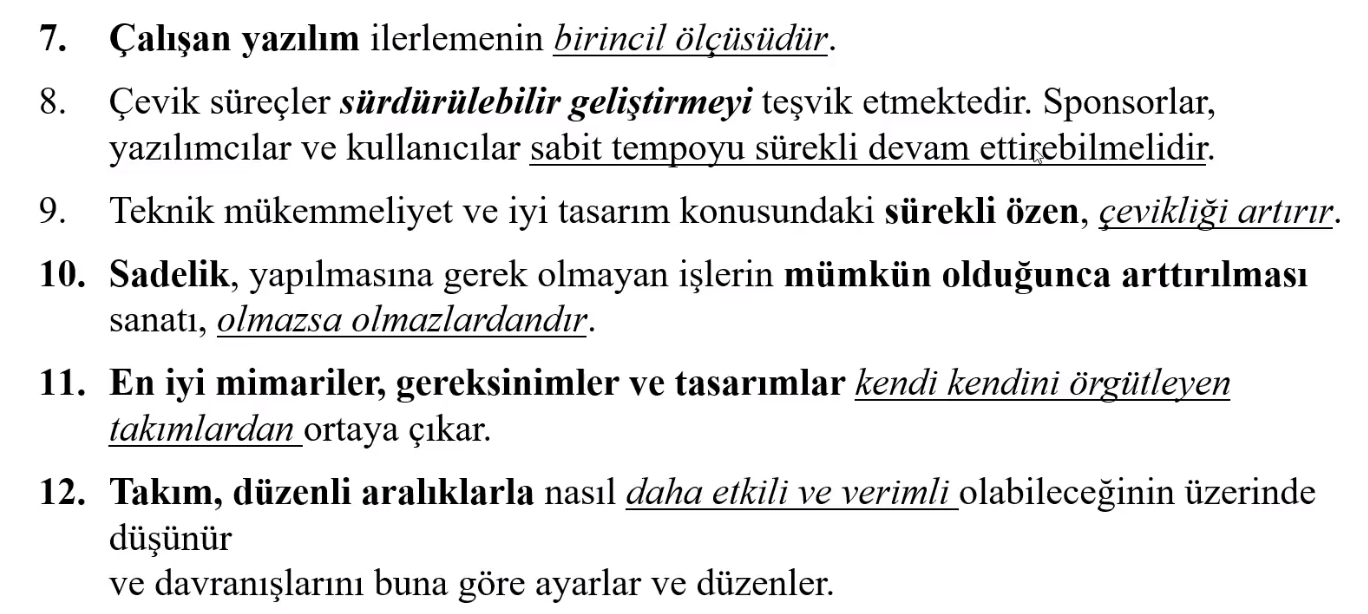 7. Çalışan yazılım ilerlemenin birincil ölçüsüdür.
8. Çevik süreçler sürdürülebilir geliştirmeyi teşvik etmektedir. Sponsorlar,
yazılımcılar ve kullanıcılar sabit tempoyu sürekli devam ettirebilmelidir.
9. Teknik mükemmeliyet ve iyi tasarım konusundaki sürekli özen, çevikliği artırır.
10. Sadelik, yapılmasına gerek olmayan işlerin mümkün olduğunca arttırılması
sanatı, olmazsa olmazlardandır.
11. En iyi mimariler, gereksinimler ve tasarımlar kendi kendini örgütleyen
takımlardan ortaya çıkar.
12. Takım, düzenli aralıklarla nasıl daha etkili ve verimli olabileceğinin üzerinde
düşünür
ve davranışlarını buna göre ayarlar ve düzenler.